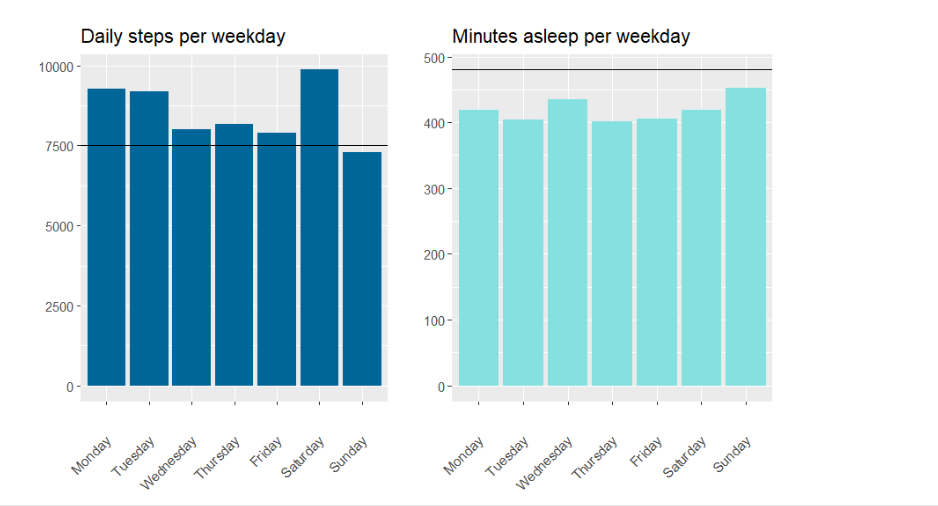 Daily steps per weekday
10000
7500
5000
2500
0
Monday
Tuesday
Wednesday
Thursday
Friday
Saturday
Sunday
Minutes asleep per weekday
500
400
300
200
100
0
Monday
Tuesday
Wednesday
Thursday
Friday
Saturday
Sunday